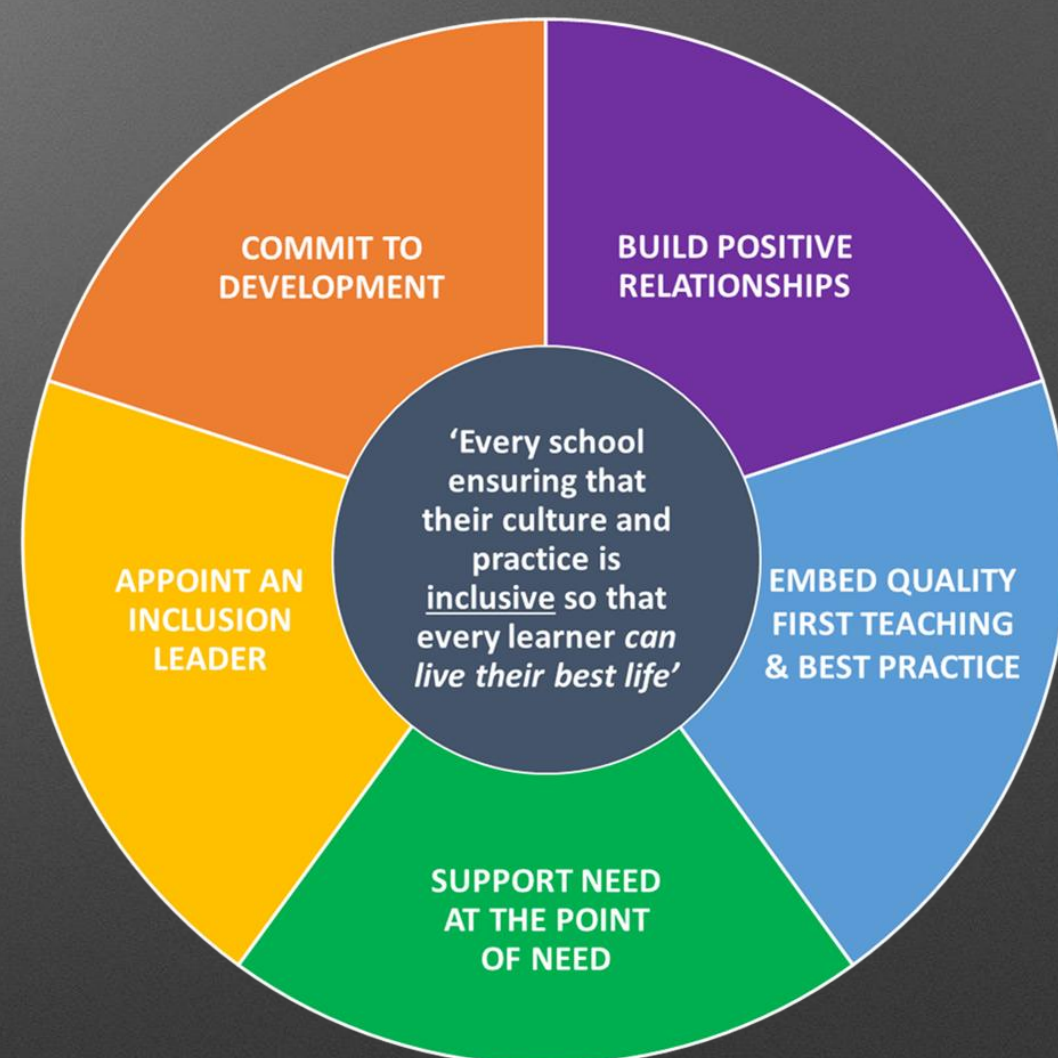 COMMIT TO
DEVELOPMENT
BUILD POSITIVE
RELATIONSHIPS
‘Every school
ensuring that
their culture and
practice is
inclusive so that
every learner can
live their best life’
APPOINT AN
INCLUSION
LEADER
EMBED QUALITY
FIRST TEACHING
& BEST PRACTICE
SUPPORT NEED
AT THE POINT
OF NEED